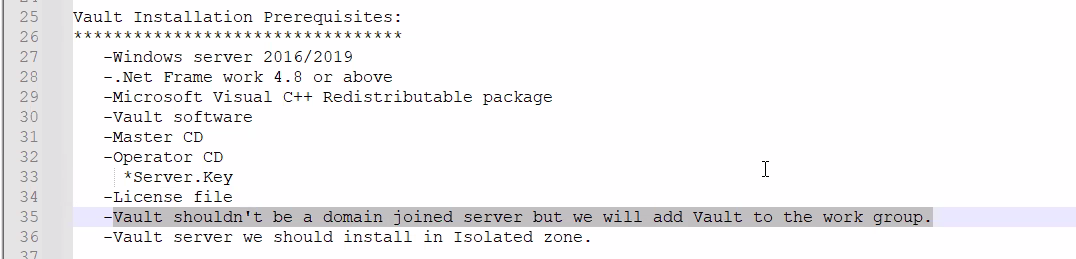 25 Vault Installation Prerequisites:
26 *********************************
27 -Windows server 2016/2019
28 -.Net Frame work 4.8 or above
29 -Microsoft Visual C++ Redistributable package
30 -Vault software
31 -Master CD
32 -Operator CD
33 *Server.Key
34 -License file
35 -Vault shouldn't be a domain joined server but we will add Vault to the work group.
36 -Vault server we should install in Isolated zone.
37